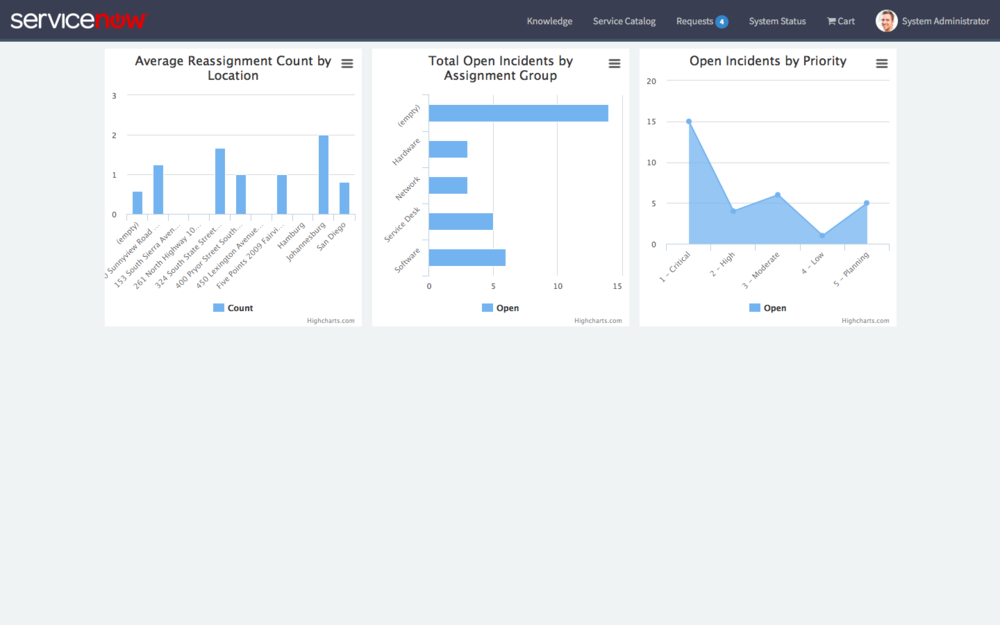 servicenow
Knowledge
Service Catalog
Requests 4
System Status
Cart
System Administrator
Average Reassignment Count by
Location
3
2
1
0
(empty)
Sunnyview Road ...
153 South Sierra Aven...
261 North Highway 10...
324 South State Street...
400 Pryor Street South...
450 Lexington Avenue...
Five Points 2009 Fairvi...
Hamburg
Johannesburg
San Diego
Count
Highcharts.com
Total Open Incidents by
Assignment Group
(empty)
Hardware
Network
Service Desk
Software
0
5
10
15
Open
Highcharts.com
Open Incidents by Priority
20
15
10
5
0
1 - Critical
2 - High
3 - Moderate
4 - Low
5 - Planning
Open
Highcharts.com